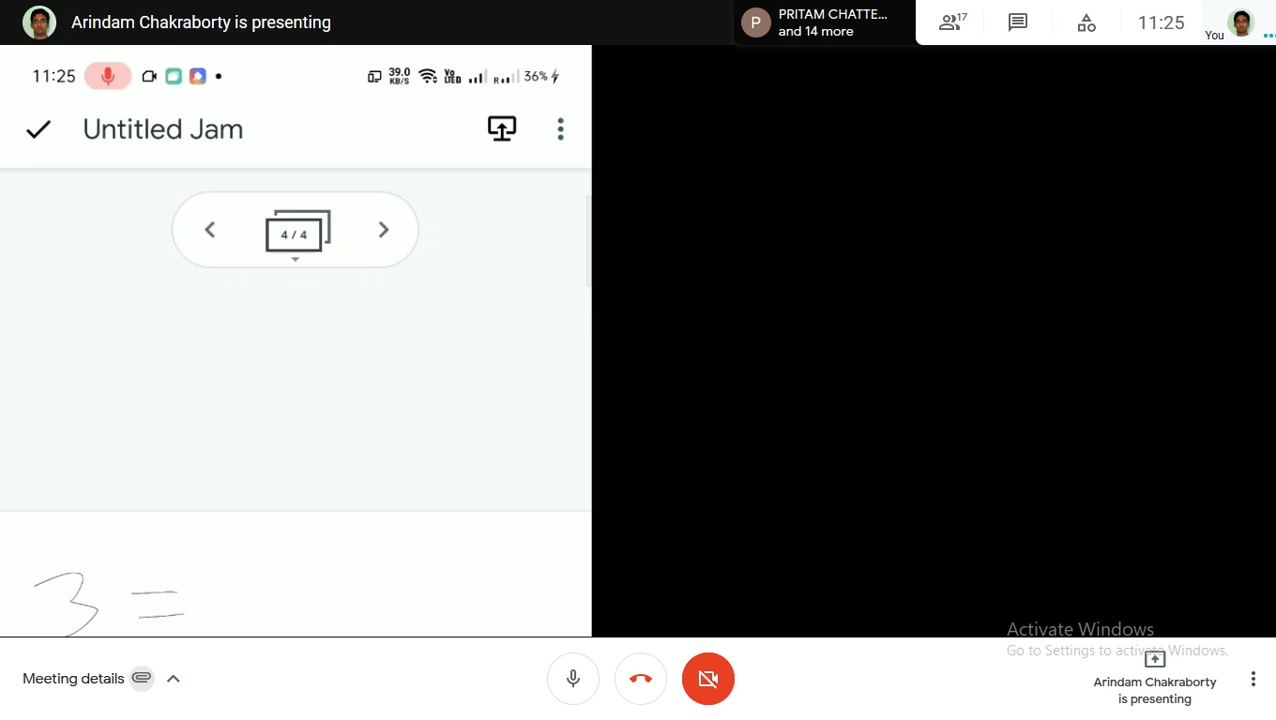 Arindam Chakraborty is presenting
P
PRITAM CHATTE...
and 14 more
17
11:25
You
11:25
39.0
KB/S
Vo
LTED
R
36%
Untitled Jam
4 / 4
3 =
Activate Windows
Go to Settings to activate Windows.
Meeting details
Arindam Chakraborty
is presenting